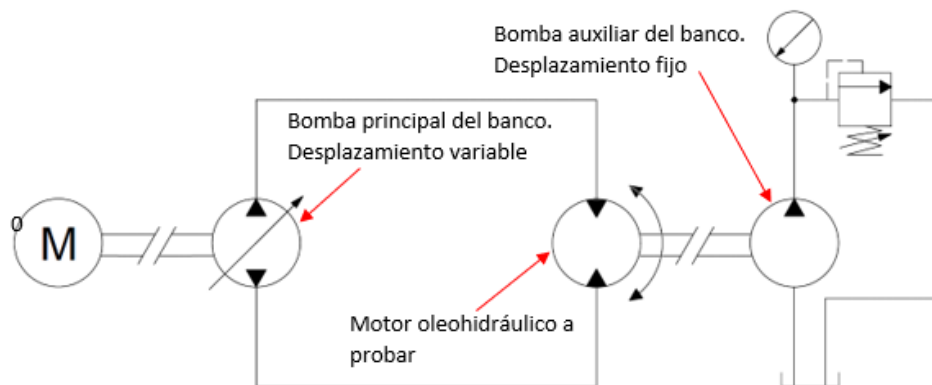 Bomba auxiliar del banco.
Desplazamiento fijo
Bomba principal del banco.
Desplazamiento variable
0
M
Motor oleohidráulico a
probar